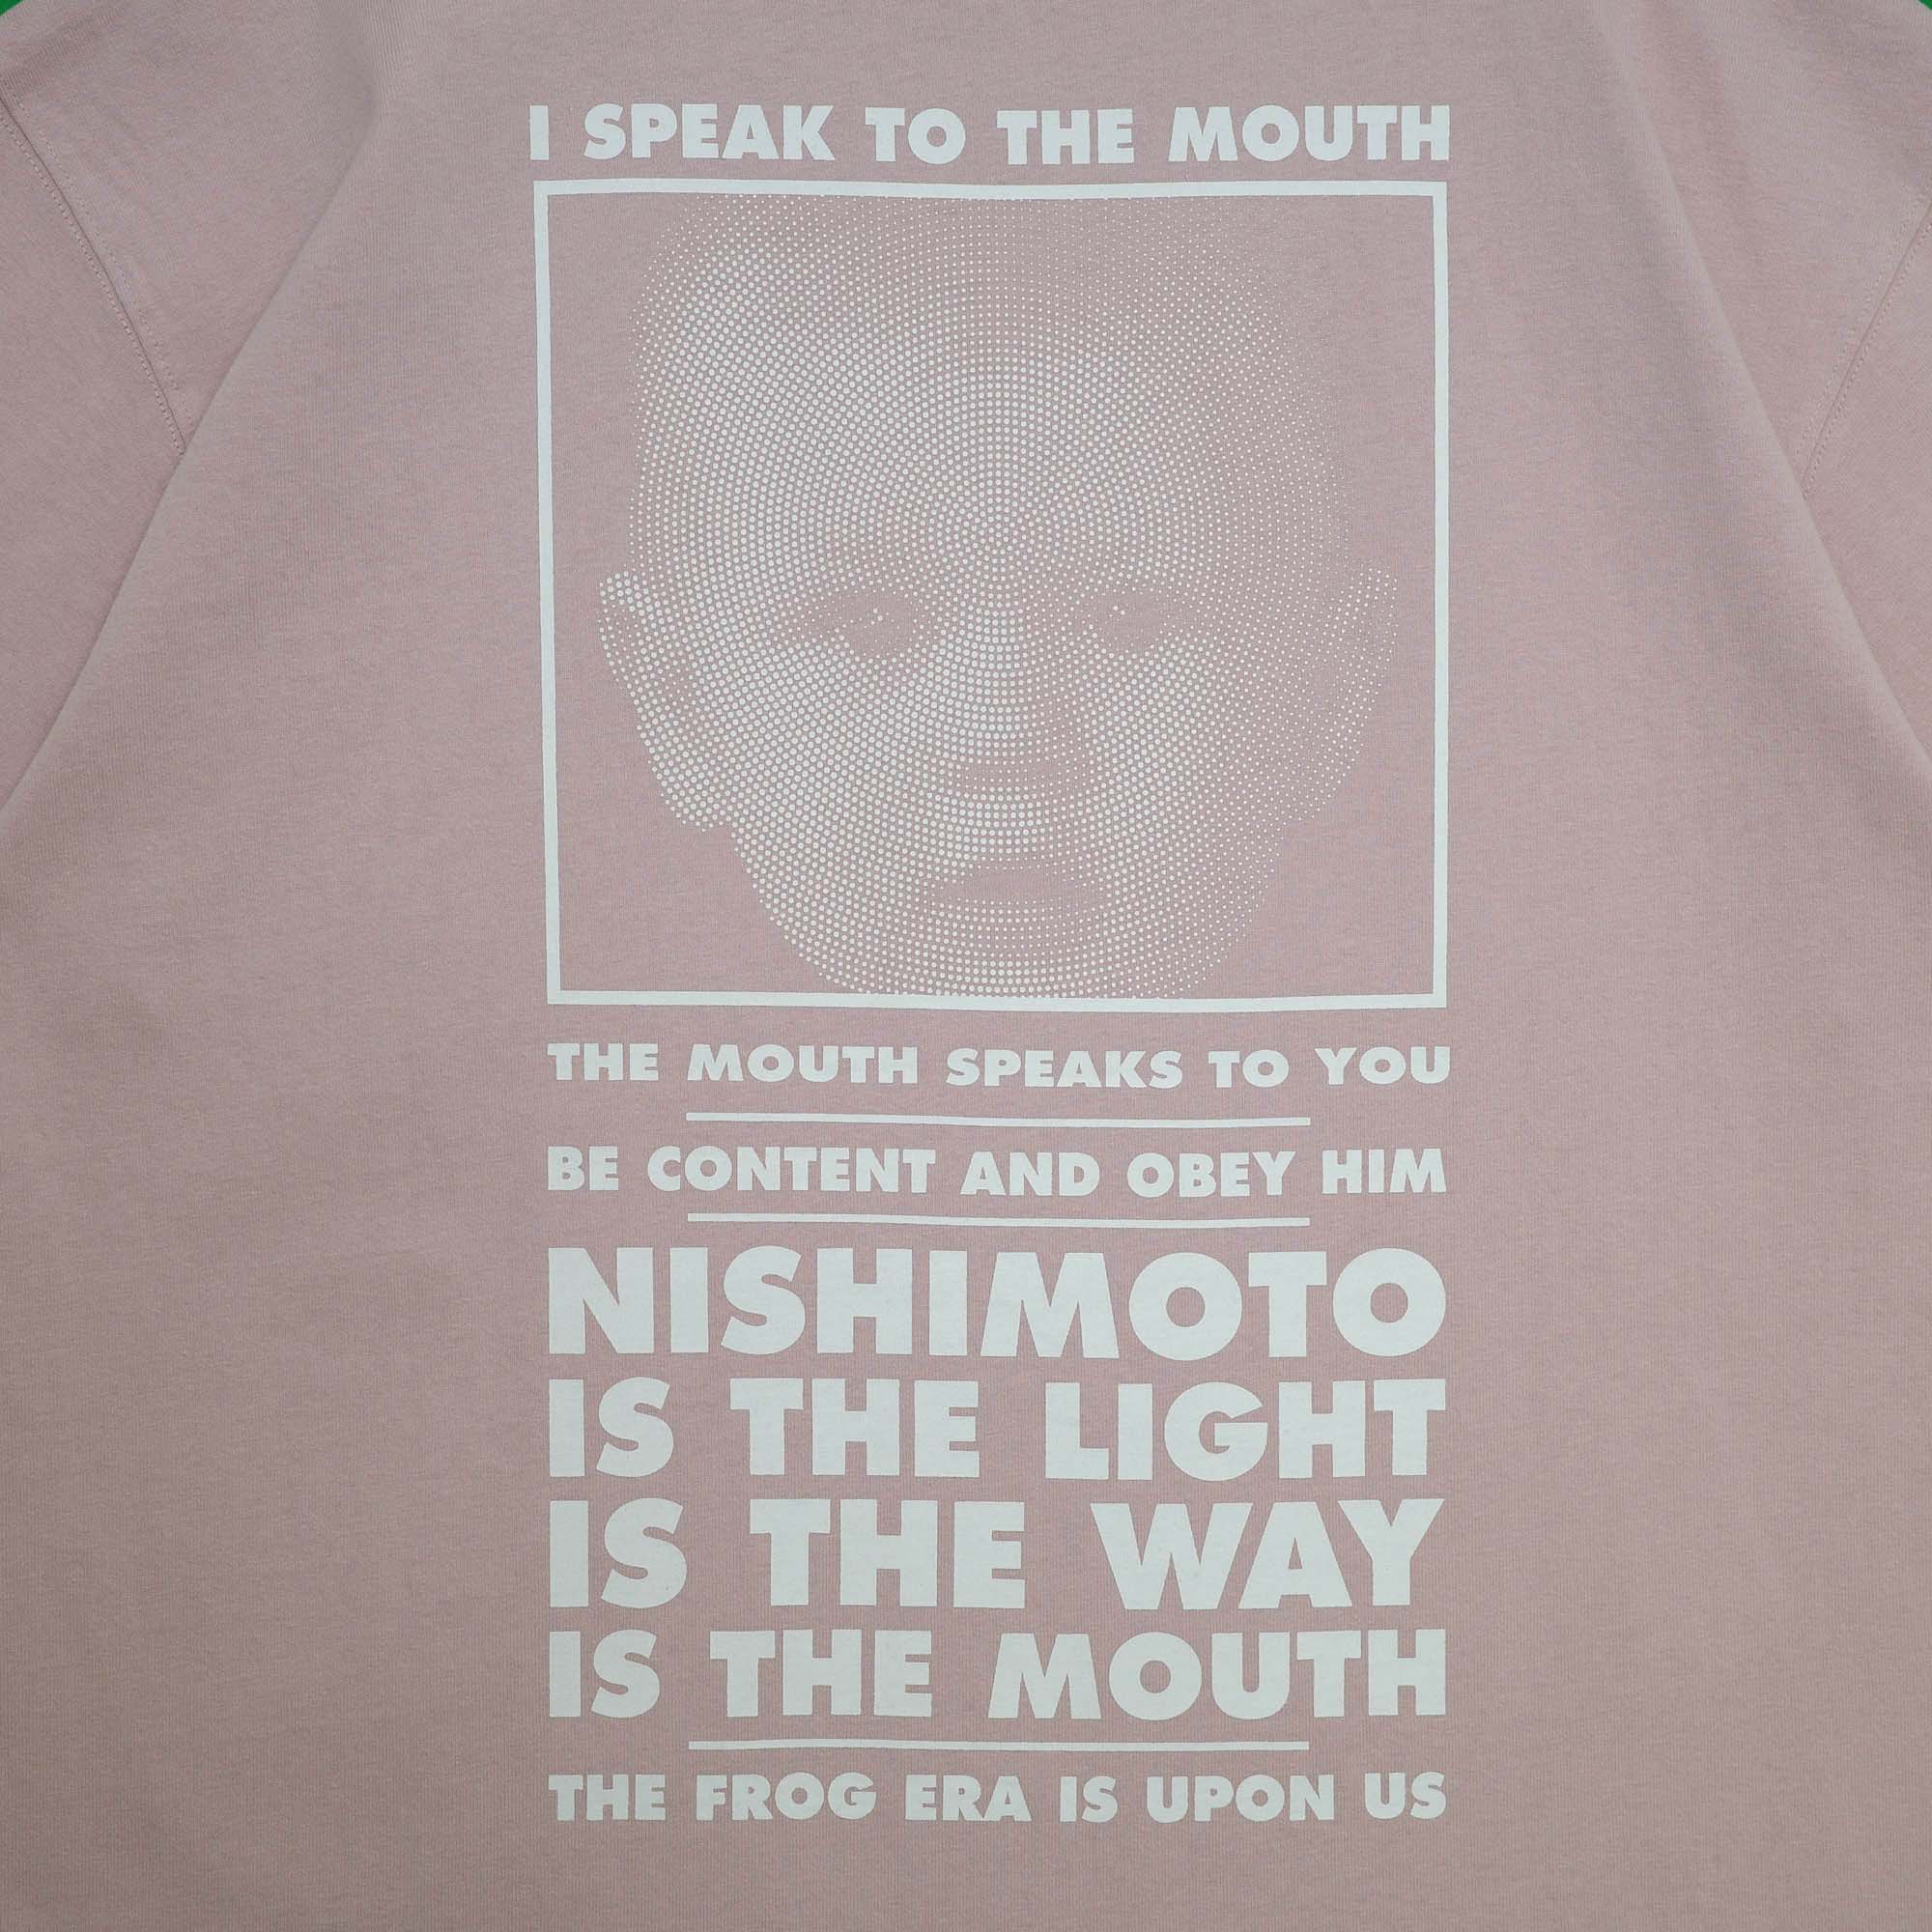 I SPEAK TO THE MOUTH
THE MOUTH SPEAKS TO YOU
BE CONTENT AND OBEY HIM
NISHIMOTO
IS THE LIGHT
IS THE WAY
IS THE MOUTH
THE FROG ERA IS UPON US